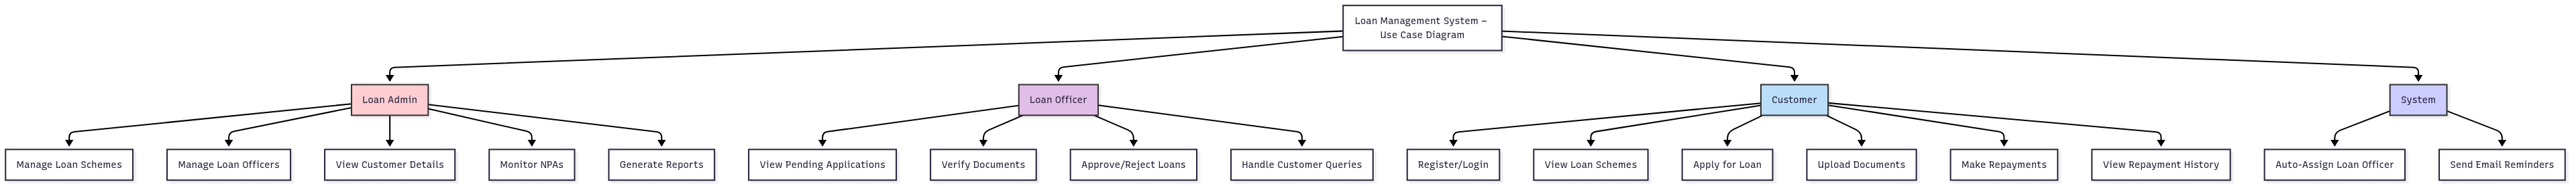 Loan Management System –
Use Case Diagram
Loan Admin
Loan Officer
Customer
System
Manage Loan Schemes
Manage Loan Officers
View Customer Details
Monitor NPAs
Generate Reports
View Pending Applications
Verify Documents
Approve/Reject Loans
Handle Customer Queries
Register/Login
View Loan Schemes
Apply for Loan
Upload Documents
Make Repayments
View Repayment History
Auto-Assign Loan Officer
Send Email Reminders